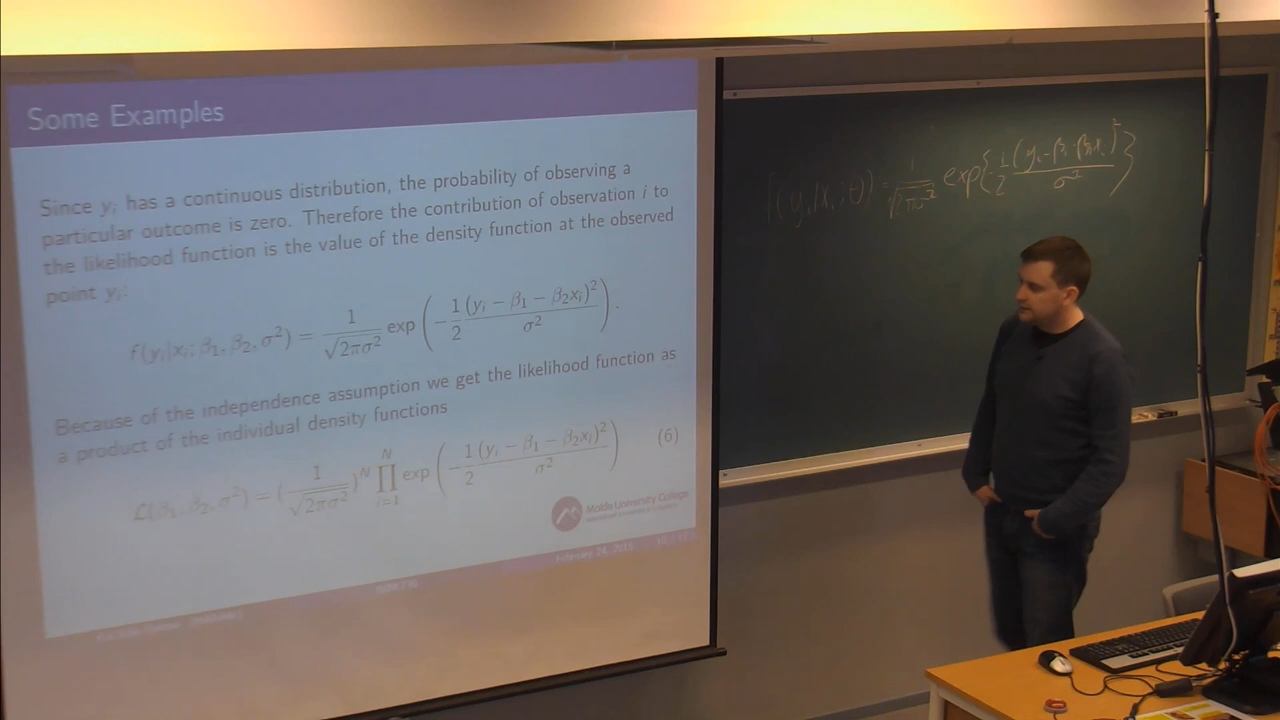 Some Examples
Since yᵢ has a continuous distribution, the probability of observing a
particular outcome is zero. Therefore the contribution of observation i to
the likelihood function is the value of the density function at the observed
point yᵢ:
f(yᵢ|xᵢ; β₁, β₂, σ²) = 1/√(2πσ²) exp(−1/2 (yᵢ − β₁ − β₂xᵢ)²/σ²).
Because of the independence assumption we get the likelihood function as
a product of the individual density functions
L(β₁, β₂, σ²) = (1/√(2πσ²))^N ∏_{i=1}^{N} exp(−1/2 (yᵢ − β₁ − β₂xᵢ)²/σ²) (6)
Molde University College
February 24, 2015
f(yᵢ|xᵢ; θ) = 1/√(2πσ²) exp{−1/2 (yᵢ − β₁ − β₂xᵢ)²/σ²}